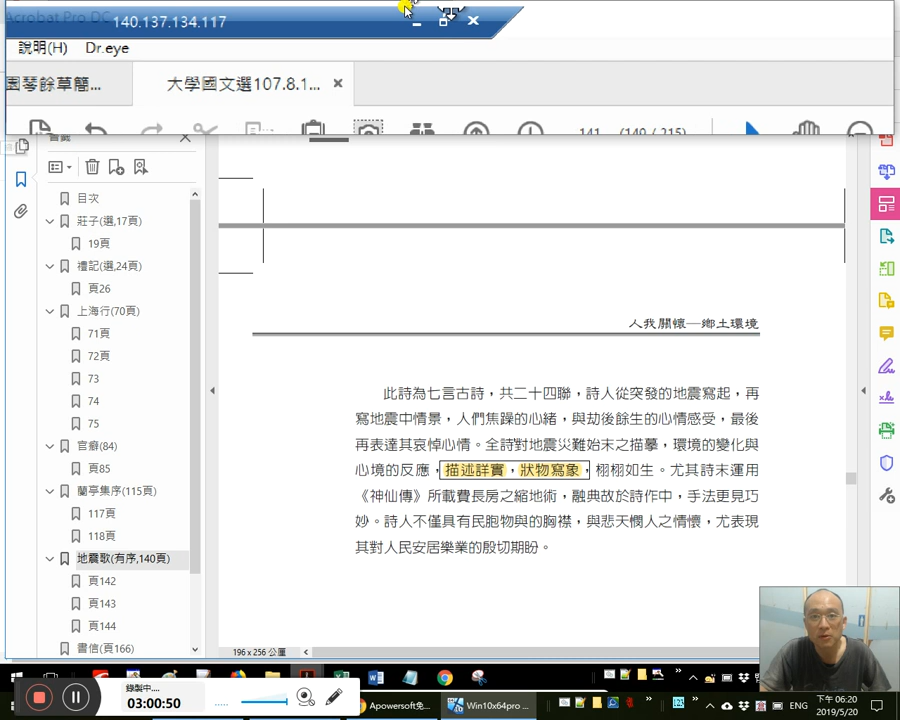 Acrobat Pro DC
140.137.134.117
說明(H) Dr.eye
園琴餘草簡...
大學國文選107.8.1...
141 (149 / 215)
書籤
目次
莊子(選,17頁)
19頁
禮記(選,24頁)
頁26
上海行(70頁)
71頁
72頁
73
74
75
官癖(84)
頁85
蘭亭集序(115頁)
117頁
118頁
地震歌(有序,140頁)
頁142
頁143
頁144
書信(頁166)
人我關懷─鄉土環境
此詩為七言古詩，共二十四聯，詩人從突發的地震寫起，再
寫地震中情景，人們焦躁的心緒，與劫後餘生的心情感受，最後
再表達其哀悼心情。全詩對地震災難始末之描摹，環境的變化與
心境的反應，描述詳實，狀物寫象，栩栩如生。尤其詩末運用
《神仙傳》所載費長房之縮地術，融典故於詩作中，手法更見巧
妙。詩人不僅具有民胞物與的胸襟，與悲天憫人之情懷，尤表現
其對人民安居樂業的殷切期盼。
196 x 256 公厘
錄製中....
03:00:50
Apowersoft免...
Win10x64pro ...
ENG
下午 06:20
2019/5/20